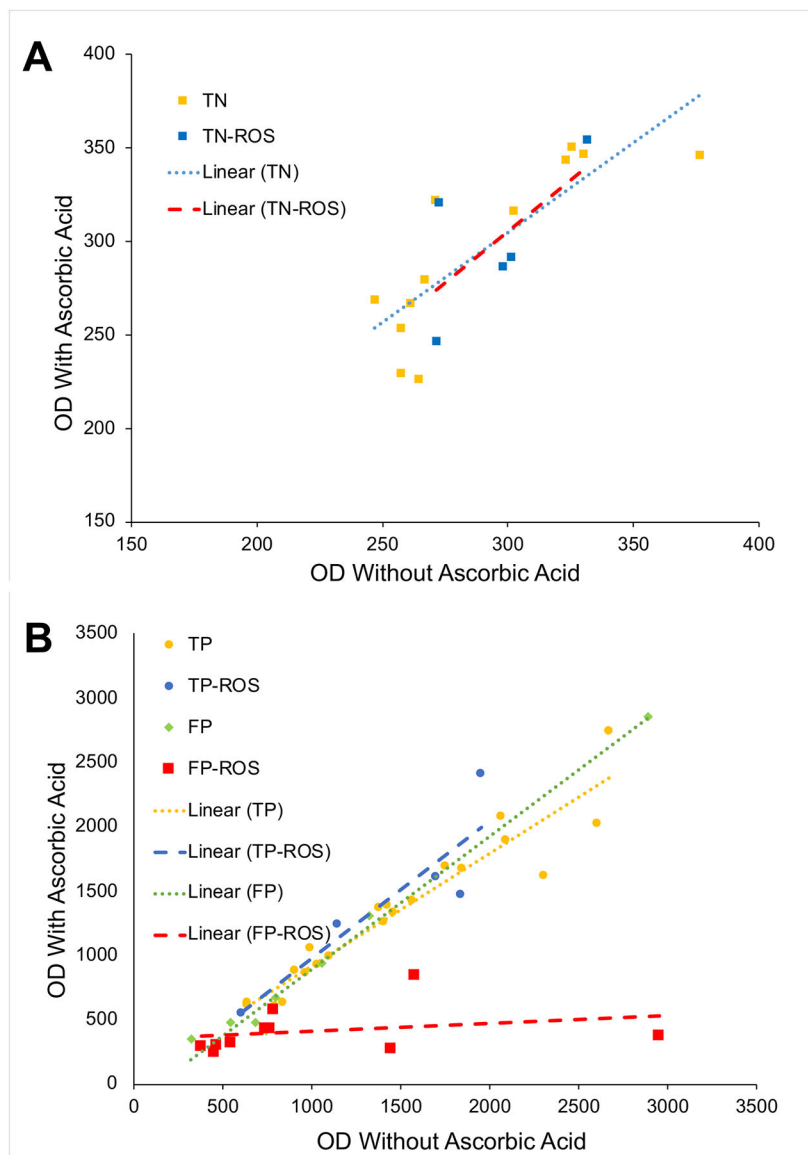 A
400
350
300
250
200
150
OD With Ascorbic Acid
TN
TN-ROS
Linear (TN)
Linear (TN-ROS)
150 200 250 300 350 400
OD Without Ascorbic Acid
B
3500
3000
2500
2000
1500
1000
500
0
OD With Ascorbic Acid
TP
TP-ROS
FP
FP-ROS
Linear (TP)
Linear (TP-ROS)
Linear (FP)
Linear (FP-ROS)
0 500 1000 1500 2000 2500 3000 3500
OD Without Ascorbic Acid